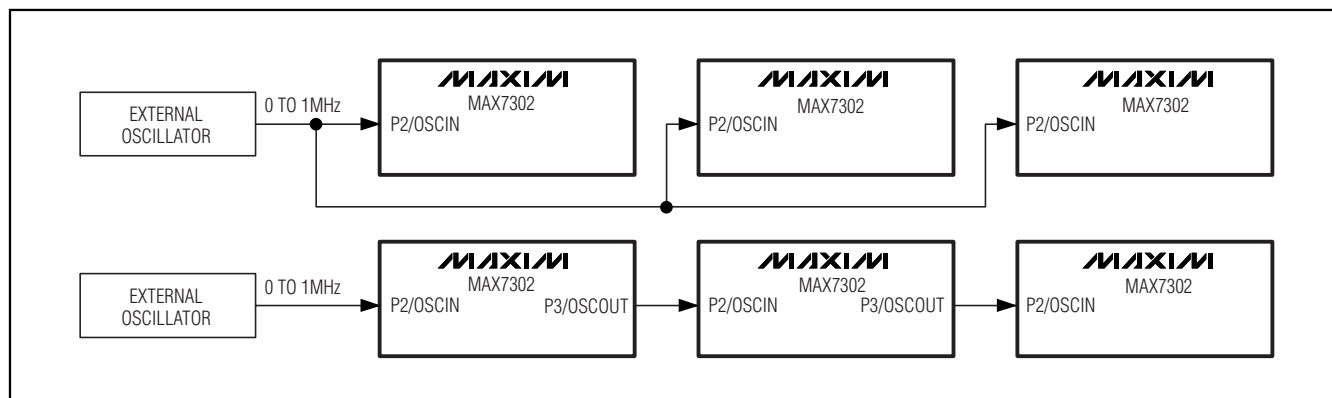 EXTERNAL
OSCILLATOR
0 TO 1MHz
MAXIM
MAX7302
P2/OSCIN
MAXIM
MAX7302
P2/OSCIN
MAXIM
MAX7302
P2/OSCIN
EXTERNAL
OSCILLATOR
0 TO 1MHz
MAXIM
MAX7302
P2/OSCIN
P3/OSCOUT
MAXIM
MAX7302
P2/OSCIN
P3/OSCOUT
MAXIM
MAX7302
P2/OSCIN